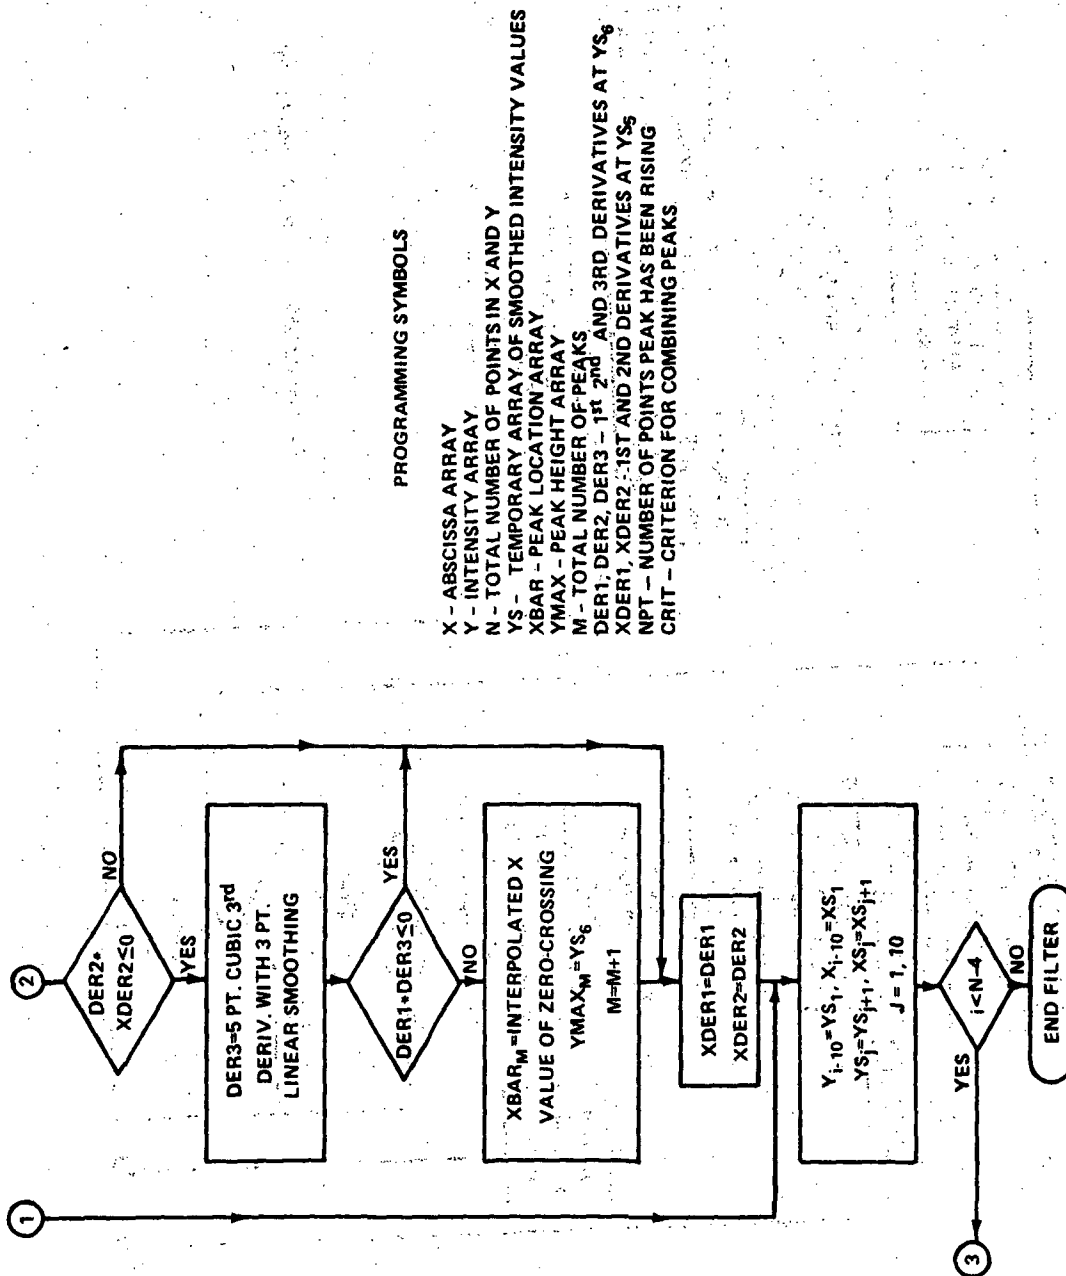 2
DER2*
XDER2≤0
NO
YES
DER3=5 PT. CUBIC 3rd
DERIV. WITH 3 PT.
LINEAR SMOOTHING
DER1*DER3≤0
YES
NO
XBARM=INTERPOLATED X
VALUE OF ZERO-CROSSING
YMAXM=YS6
M=M+1
XDER1=DER1
XDER2=DER2
1
Yi-10=YS1, Xi-10=XS1
YSj=YSj+1, XSj=XSj+1
J = 1, 10
i<N-4
YES
NO
3
END FILTER
PROGRAMMING SYMBOLS
X - ABSCISSA ARRAY
Y - INTENSITY ARRAY
N - TOTAL NUMBER OF POINTS IN X AND Y
YS - TEMPORARY ARRAY OF SMOOTHED INTENSITY VALUES
XBAR - PEAK LOCATION ARRAY
YMAX - PEAK HEIGHT ARRAY
M - TOTAL NUMBER OF PEAKS
DER1, DER2, DER3 - 1st 2nd AND 3RD DERIVATIVES AT YS6
XDER1, XDER2 - 1ST AND 2ND DERIVATIVES AT YS5
NPT - NUMBER OF POINTS PEAK HAS BEEN RISING
CRIT - CRITERION FOR COMBINING PEAKS